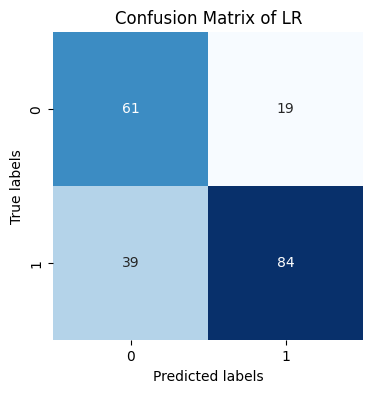 Confusion Matrix of LR
True labels
0
61
19
1
39
84
0
1
Predicted labels